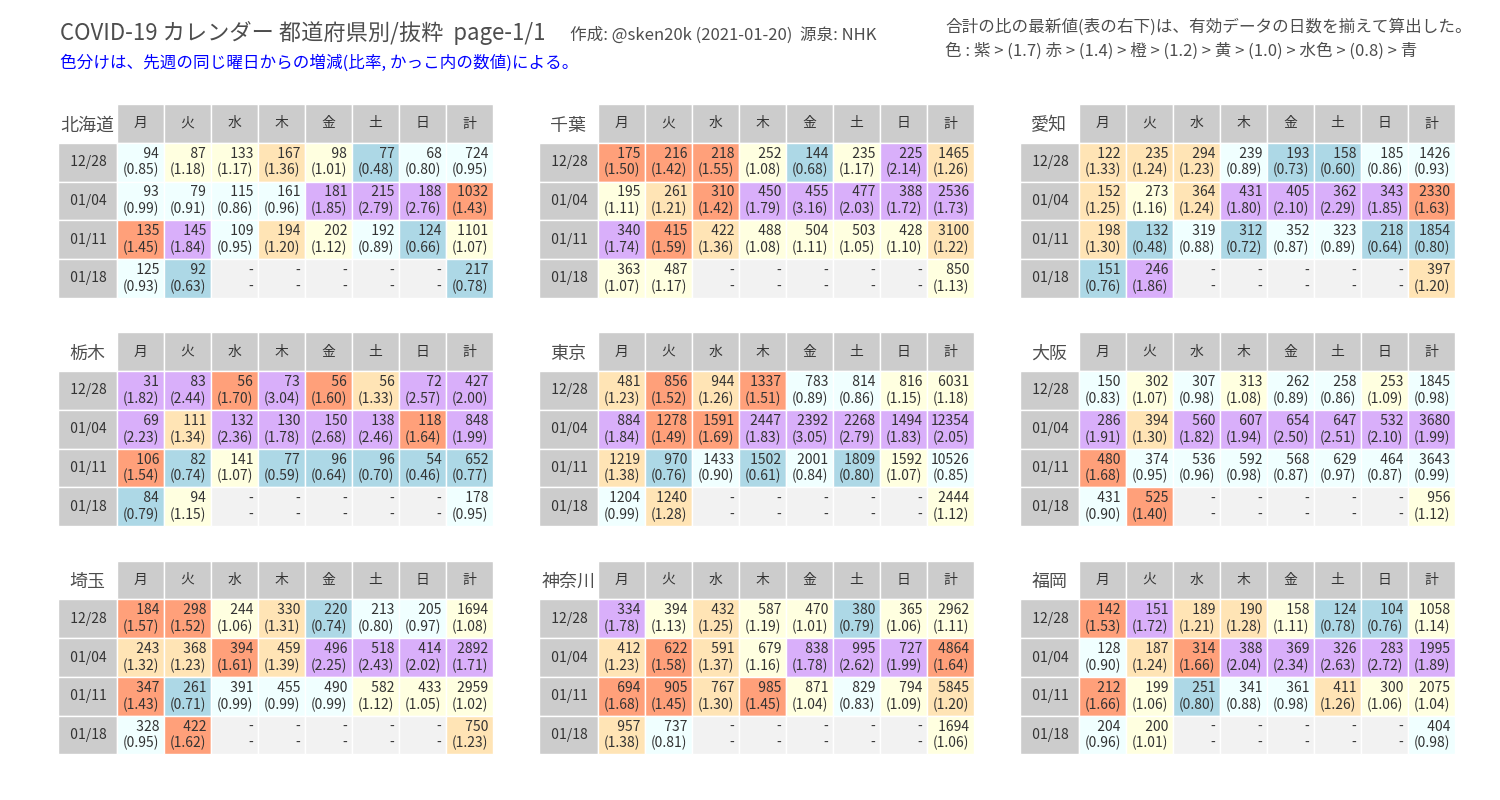 COVID-19 カレンダー 都道府県別/抜粋 page-1/1 作成: @sken20k (2021-01-20) 源泉: NHK
色分けは、先週の同じ曜日からの増減(比率, かっこ内の数値)による。
合計の比の最新値(表の右下)は、有効データの日数を揃えて算出した。
色 : 紫 > (1.7) 赤 > (1.4) > 橙 > (1.2) > 黄 > (1.0) > 水色 > (0.8) > 青
北海道 月 火 水 木 金 土 日 計
12/28 94 87 133 167 98 77 68 724
(0.85) (1.18) (1.17) (1.36) (1.01) (0.48) (0.80) (0.95)
01/04 93 79 115 161 181 215 188 1032
(0.99) (0.91) (0.86) (0.96) (1.85) (2.79) (2.76) (1.43)
01/11 135 145 109 194 202 192 124 1101
(1.45) (1.84) (0.95) (1.20) (1.12) (0.89) (0.66) (1.07)
01/18 125 92 - - - - - 217
(0.93) (0.63) - - - - - (0.78)
千葉 月 火 水 木 金 土 日 計
12/28 175 216 218 252 144 235 225 1465
(1.50) (1.42) (1.55) (1.08) (0.68) (1.17) (2.14) (1.26)
01/04 195 261 310 450 455 477 388 2536
(1.11) (1.21) (1.42) (1.79) (3.16) (2.03) (1.72) (1.73)
01/11 340 415 422 488 504 503 428 3100
(1.74) (1.59) (1.36) (1.08) (1.11) (1.05) (1.10) (1.22)
01/18 363 487 - - - - - 850
(1.07) (1.17) - - - - - (1.13)
愛知 月 火 水 木 金 土 日 計
12/28 122 235 294 239 193 158 185 1426
(1.33) (1.24) (1.23) (0.89) (0.73) (0.60) (0.86) (0.93)
01/04 152 273 364 431 405 362 343 2330
(1.25) (1.16) (1.24) (1.80) (2.10) (2.29) (1.85) (1.63)
01/11 198 132 319 312 352 323 218 1854
(1.30) (0.48) (0.88) (0.72) (0.87) (0.89) (0.64) (0.80)
01/18 151 246 - - - - - 397
(0.76) (1.86) - - - - - (1.20)
栃木 月 火 水 木 金 土 日 計
12/28 31 83 56 73 56 56 72 427
(1.82) (2.44) (1.70) (3.04) (1.60) (1.33) (2.57) (2.00)
01/04 69 111 132 130 150 138 118 848
(2.23) (1.34) (2.36) (1.78) (2.68) (2.46) (1.64) (1.99)
01/11 106 82 141 77 96 96 54 652
(1.54) (0.74) (1.07) (0.59) (0.64) (0.70) (0.46) (0.77)
01/18 84 94 - - - - - 178
(0.79) (1.15) - - - - - (0.95)
東京 月 火 水 木 金 土 日 計
12/28 481 856 944 1337 783 814 816 6031
(1.23) (1.52) (1.26) (1.51) (0.89) (0.86) (1.15) (1.18)
01/04 884 1278 1591 2447 2392 2268 1494 12354
(1.84) (1.49) (1.69) (1.83) (3.05) (2.79) (1.83) (2.05)
01/11 1219 970 1433 1502 2001 1809 1592 10526
(1.38) (0.76) (0.90) (0.61) (0.84) (0.80) (1.07) (0.85)
01/18 1204 1240 - - - - - 2444
(0.99) (1.28) - - - - - (1.12)
大阪 月 火 水 木 金 土 日 計
12/28 150 302 307 313 262 258 253 1845
(0.83) (1.07) (0.98) (1.08) (0.89) (0.86) (1.09) (0.98)
01/04 286 394 560 607 654 647 532 3680
(1.91) (1.30) (1.82) (1.94) (2.50) (2.51) (2.10) (1.99)
01/11 480 374 536 592 568 629 464 3643
(1.68) (0.95) (0.96) (0.98) (0.87) (0.97) (0.87) (0.99)
01/18 431 525 - - - - - 956
(0.90) (1.40) - - - - - (1.12)
埼玉 月 火 水 木 金 土 日 計
12/28 184 298 244 330 220 213 205 1694
(1.57) (1.52) (1.06) (1.31) (0.74) (0.80) (0.97) (1.08)
01/04 243 368 394 459 496 518 414 2892
(1.32) (1.23) (1.61) (1.39) (2.25) (2.43) (2.02) (1.71)
01/11 347 261 391 455 490 582 433 2959
(1.43) (0.71) (0.99) (0.99) (0.99) (1.12) (1.05) (1.02)
01/18 328 422 - - - - - 750
(0.95) (1.62) - - - - - (1.23)
神奈川 月 火 水 木 金 土 日 計
12/28 334 394 432 587 470 380 365 2962
(1.78) (1.13) (1.25) (1.19) (1.01) (0.79) (1.06) (1.11)
01/04 412 622 591 679 838 995 727 4864
(1.23) (1.58) (1.37) (1.16) (1.78) (2.62) (1.99) (1.64)
01/11 694 905 767 985 871 829 794 5845
(1.68) (1.45) (1.30) (1.45) (1.04) (0.83) (1.09) (1.20)
01/18 957 737 - - - - - 1694
(1.38) (0.81) - - - - - (1.06)
福岡 月 火 水 木 金 土 日 計
12/28 142 151 189 190 158 124 104 1058
(1.53) (1.72) (1.21) (1.28) (1.11) (0.78) (0.76) (1.14)
01/04 128 187 314 388 369 326 283 1995
(0.90) (1.24) (1.66) (2.04) (2.34) (2.63) (2.72) (1.89)
01/11 212 199 251 341 361 411 300 2075
(1.66) (1.06) (0.80) (0.88) (0.98) (1.26) (1.06) (1.04)
01/18 204 200 - - - - - 404
(0.96) (1.01) - - - - - (0.98)